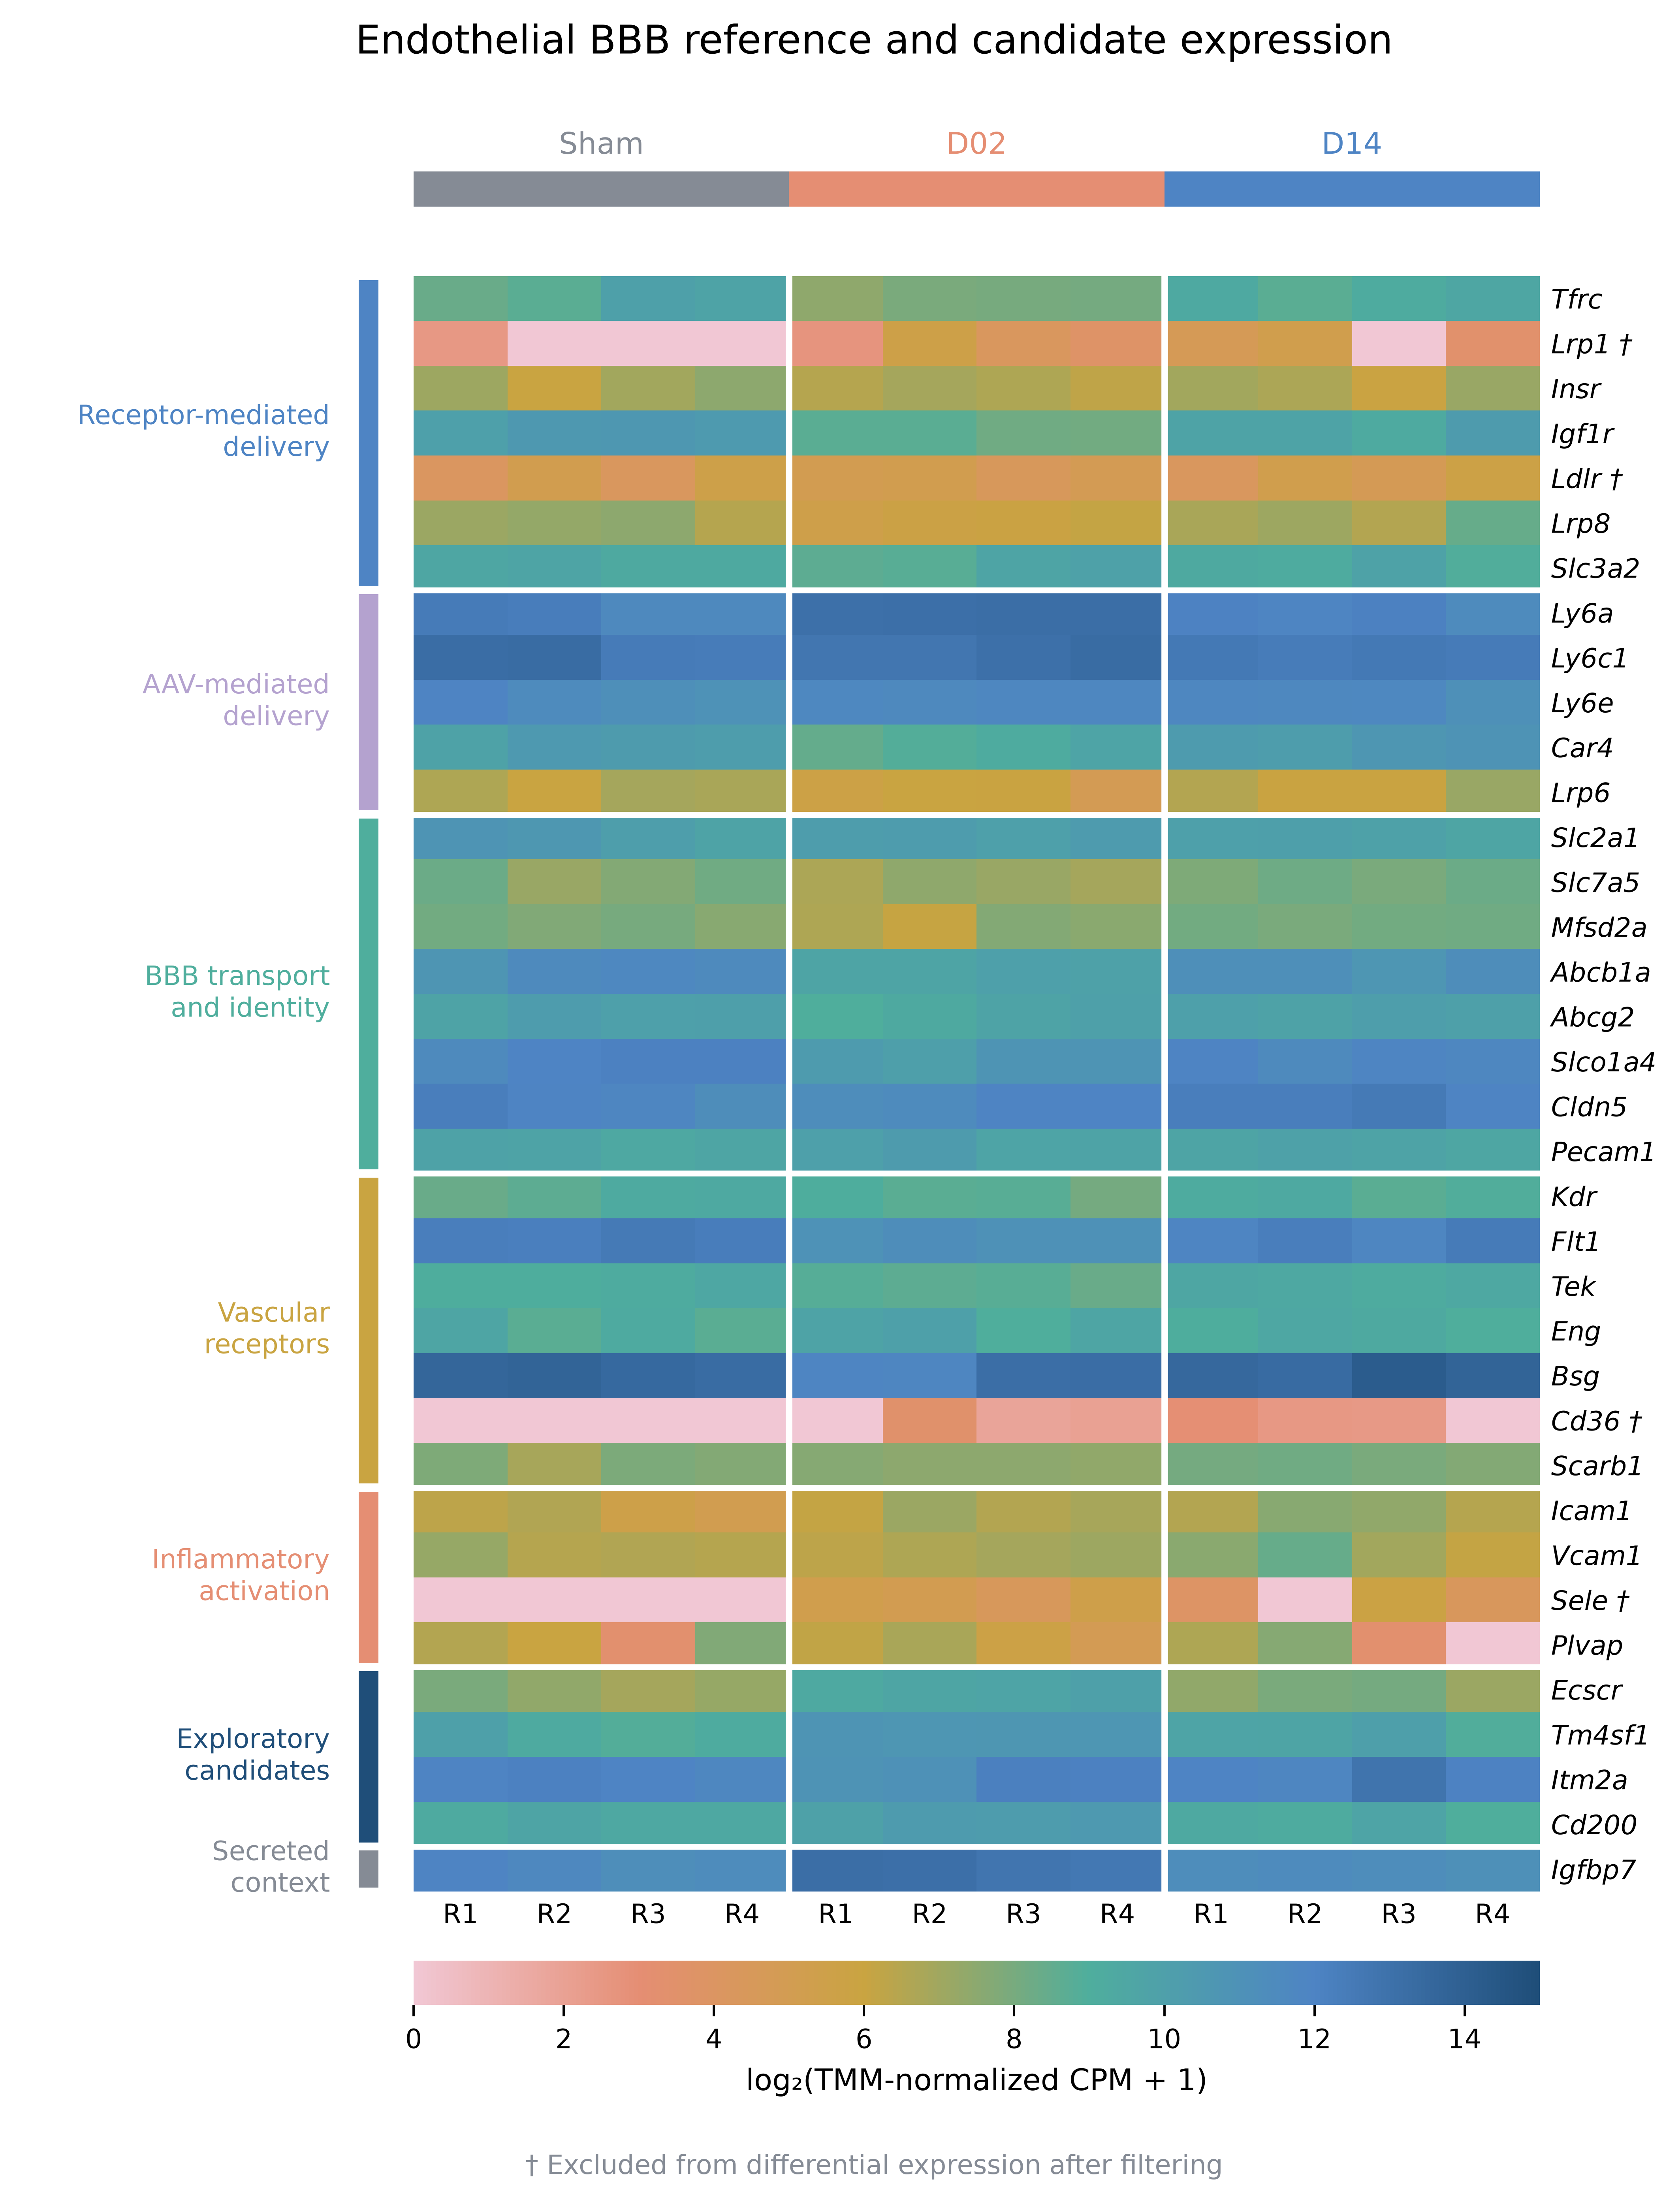 Endothelial BBB reference and candidate expression
Sham D02 D14
Receptor-mediated
delivery
Tfrc
Lrp1 †
Insr
Igf1r
Ldlr †
Lrp8
Slc3a2
AAV-mediated
delivery
Ly6a
Ly6c1
Ly6e
Car4
Lrp6
BBB transport
and identity
Slc2a1
Slc7a5
Mfsd2a
Abcb1a
Abcg2
Slco1a4
Cldn5
Pecam1
Vascular
receptors
Kdr
Flt1
Tek
Eng
Bsg
Cd36 †
Scarb1
Inflammatory
activation
Icam1
Vcam1
Sele †
Plvap
Exploratory
candidates
Ecscr
Tm4sf1
Itm2a
Cd200
Secreted
context
Igfbp7
R1 R2 R3 R4 R1 R2 R3 R4 R1 R2 R3 R4
0 2 4 6 8 10 12 14
log₂(TMM-normalized CPM + 1)
† Excluded from differential expression after filtering